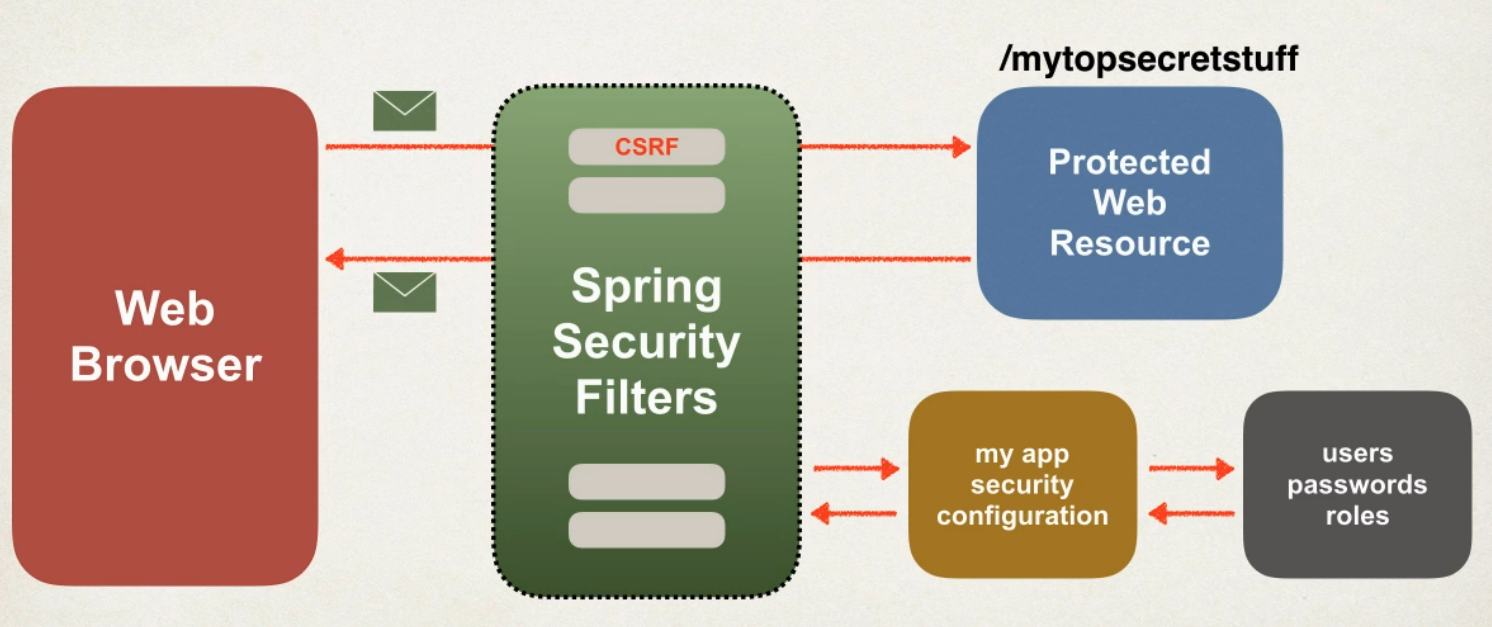 /mytopsecretstuff
Web
Browser
CSRF
Spring
Security
Filters
Protected
Web
Resource
my app
security
configuration
users
passwords
roles